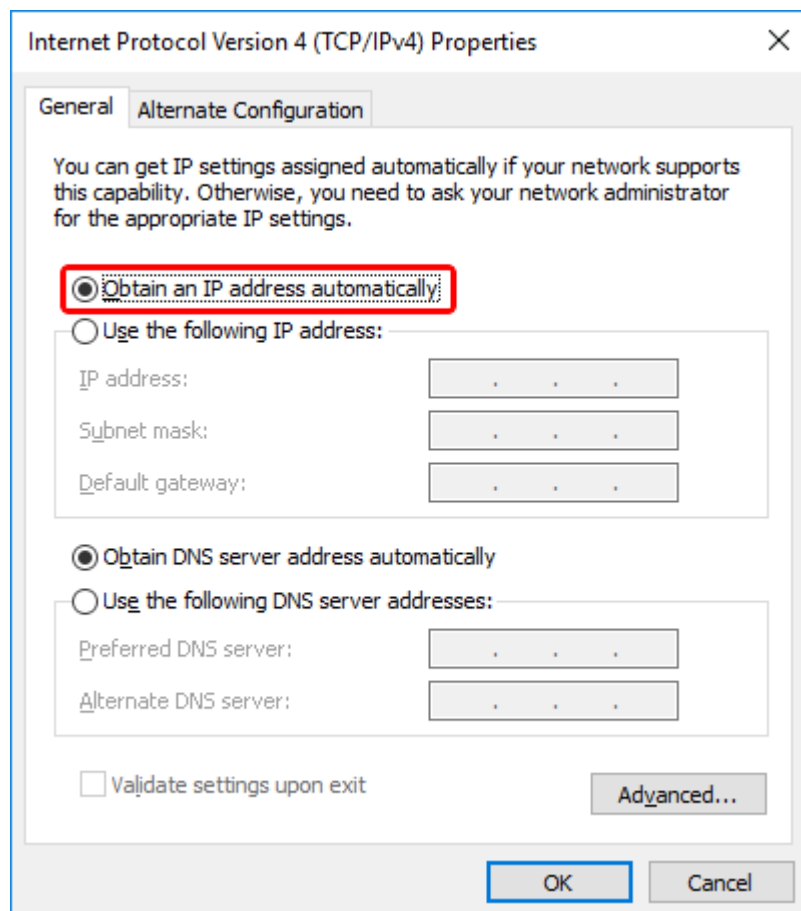 Internet Protocol Version 4 (TCP/IPv4) Properties
General
Alternate Configuration
You can get IP settings assigned automatically if your network supports
this capability. Otherwise, you need to ask your network administrator
for the appropriate IP settings.
Obtain an IP address automatically
Use the following IP address:
IP address:
Subnet mask:
Default gateway:
Obtain DNS server address automatically
Use the following DNS server addresses:
Preferred DNS server:
Alternate DNS server:
Validate settings upon exit
Advanced...
OK
Cancel